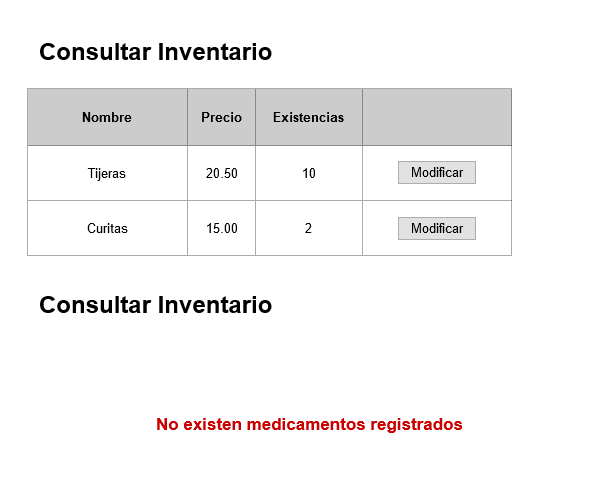 Consultar Inventario
Nombre Precio Existencias
Tijeras 20.50 10 Modificar
Curitas 15.00 2 Modificar
Consultar Inventario
No existen medicamentos registrados